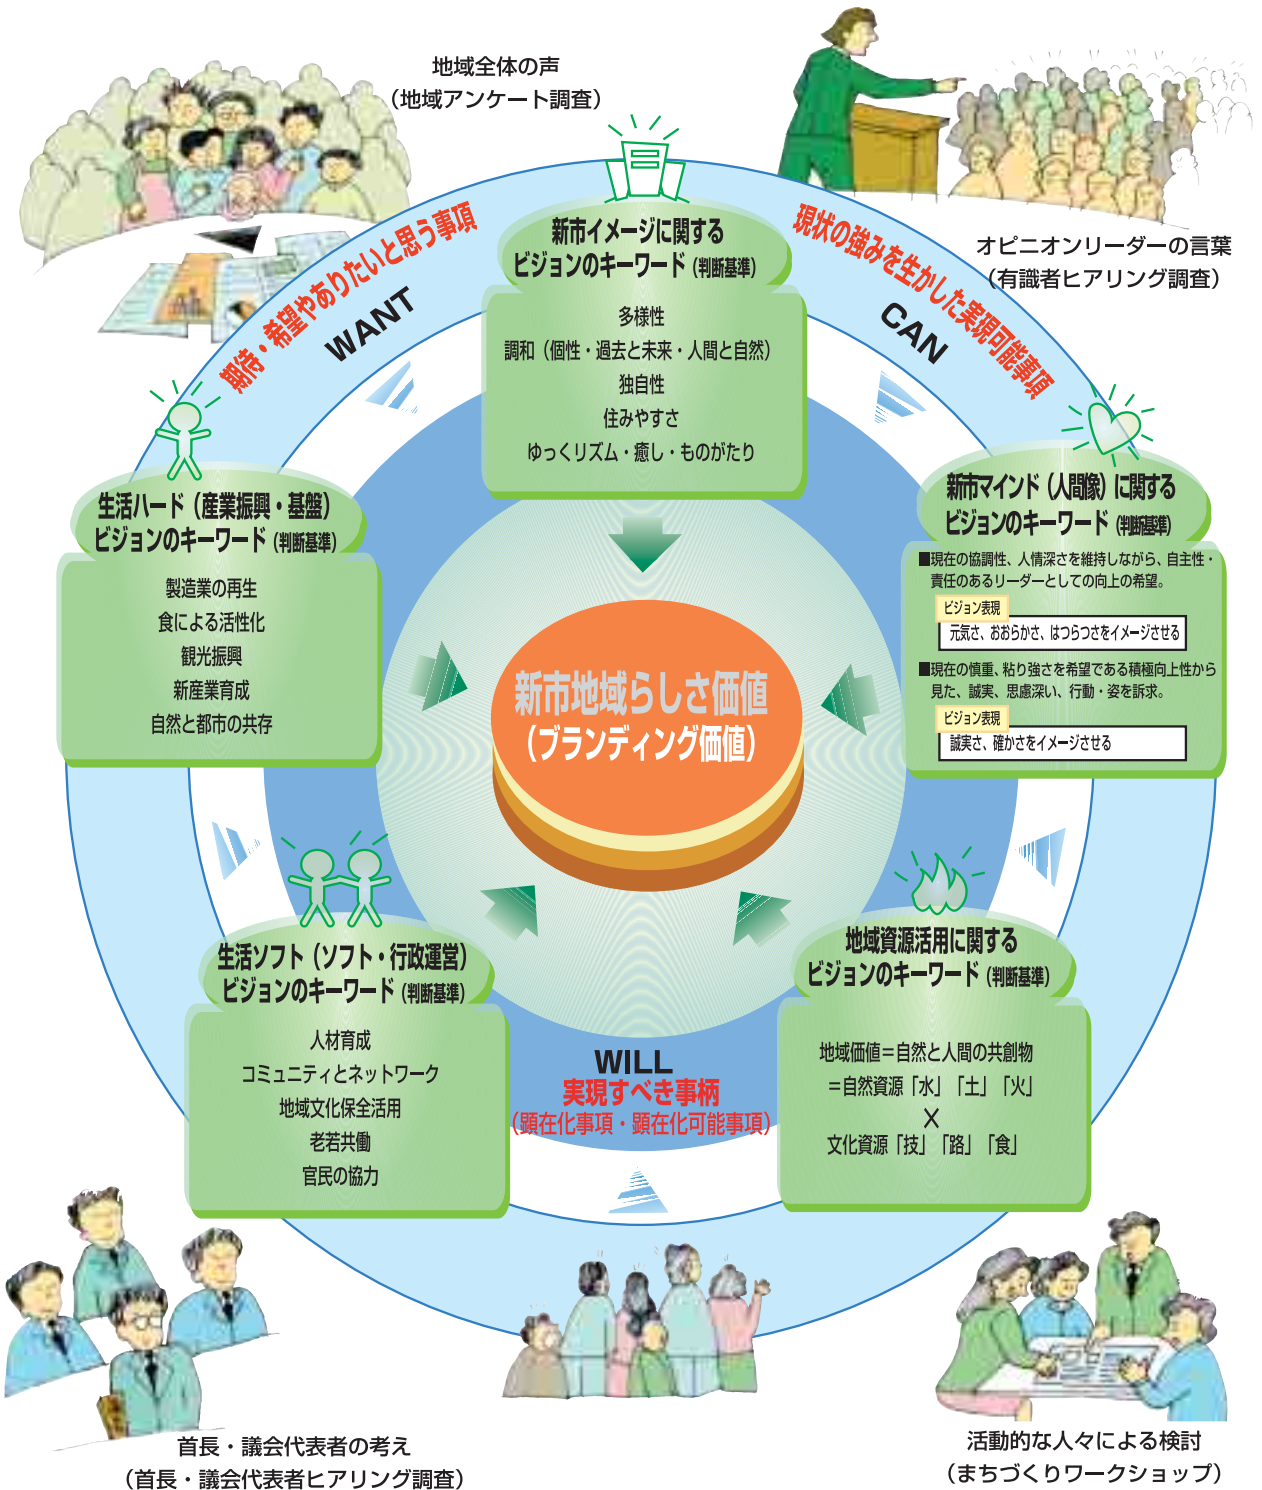 地域全体の声
（地域アンケート調査）
オピニオンリーダーの言葉
（有識者ヒアリング調査）
期待・希望やありたいと思う事項
WANT
現状の強みを生かした実現可能事項
CAN
新市イメージに関する
ビジョンのキーワード（判断基準）
多様性
調和（個性・過去と未来・人間と自然）
独自性
住みやすさ
ゆっくリズム・癒し・ものがたり
生活ハード（産業振興・基盤）
ビジョンのキーワード（判断基準）
製造業の再生
食による活性化
観光振興
新産業育成
自然と都市の共存
新市マインド（人間像）に関する
ビジョンのキーワード（判断基準）
■現在の協調性、人情深さを維持しながら、自主性・
責任のあるリーダーとしての向上の希望。
ビジョン表現
元気さ、おおらかさ、はつらつさをイメージさせる
■現在の慎重、粘り強さを希望である積極向上性から
見た、誠実、思慮深い、行動・姿を訴求。
ビジョン表現
誠実さ、確かさをイメージさせる
新市地域らしさ価値
（ブランディング価値）
生活ソフト（ソフト・行政運営）
ビジョンのキーワード（判断基準）
人材育成
コミュニティとネットワーク
地域文化保全活用
老若共働
官民の協力
地域資源活用に関する
ビジョンのキーワード（判断基準）
地域価値＝自然と人間の共創物
＝自然資源「水」「土」「火」
×
文化資源「技」「路」「食」
WILL
実現すべき事柄
（顕在化事項・顕在化可能事項）
首長・議会代表者の考え
（首長・議会代表者ヒアリング調査）
活動的な人々による検討
（まちづくりワークショップ）